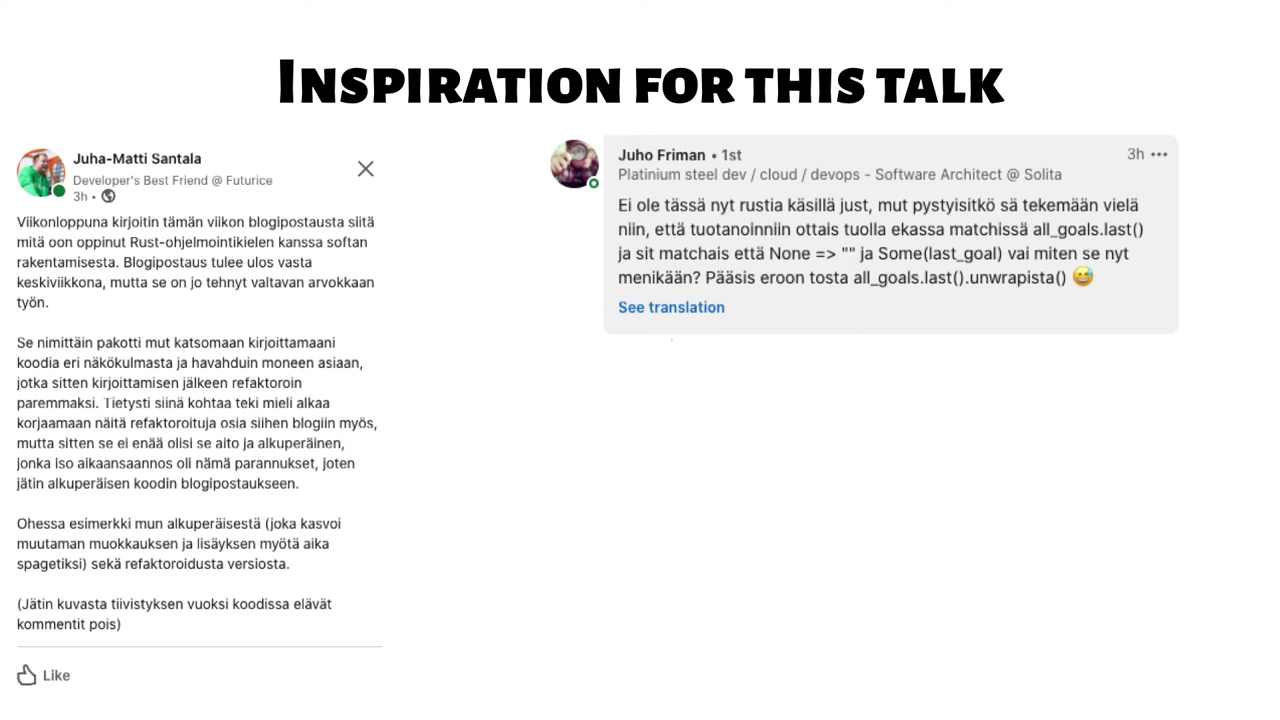 INSPIRATION FOR THIS TALK
Juha-Matti Santala
Developer's Best Friend @ Futurice
3h •
Viikonloppuna kirjoitin tämän viikon blogipostausta siitä
mitä oon oppinut Rust-ohjelmointikielen kanssa softan
rakentamisesta. Blogipostaus tulee ulos vasta
keskiviikkona, mutta se on jo tehnyt valtavan arvokkaan
työn.
Se nimittäin pakotti mut katsomaan kirjoittamaani
koodia eri näkökulmasta ja havahduin moneen asiaan,
jotka sitten kirjoittamisen jälkeen refaktoroin
paremmaksi. Tietysti siinä kohtaa teki mieli alkaa
korjaamaan näitä refaktoroituja osia siihen blogiin myös,
mutta sitten se ei enää olisi se aito ja alkuperäinen,
jonka iso aikaansaannos oli nämä parannukset, joten
jätin alkuperäisen koodin blogipostaukseen.
Ohessa esimerkki mun alkuperäisestä (joka kasvoi
muutaman muokkauksen ja lisäyksen myötä aika
spagetiksi) sekä refaktoroidusta versiosta.
(Jätin kuvasta tiivistyksen vuoksi koodissa elävät
kommentit pois)
Like
Juho Friman • 1st
3h •••
Platinium steel dev / cloud / devops - Software Architect @ Solita
Ei ole tässä nyt rustia käsillä just, mut pystyisitkö sä tekemään vielä
niin, että tuotanoinniin ottais tuolla ekassa matchissä all_goals.last()
ja sit matchais että None => "" ja Some(last_goal) vai miten se nyt
menikään? Pääsis eroon tosta all_goals.last().unwrapista() 😅
See translation